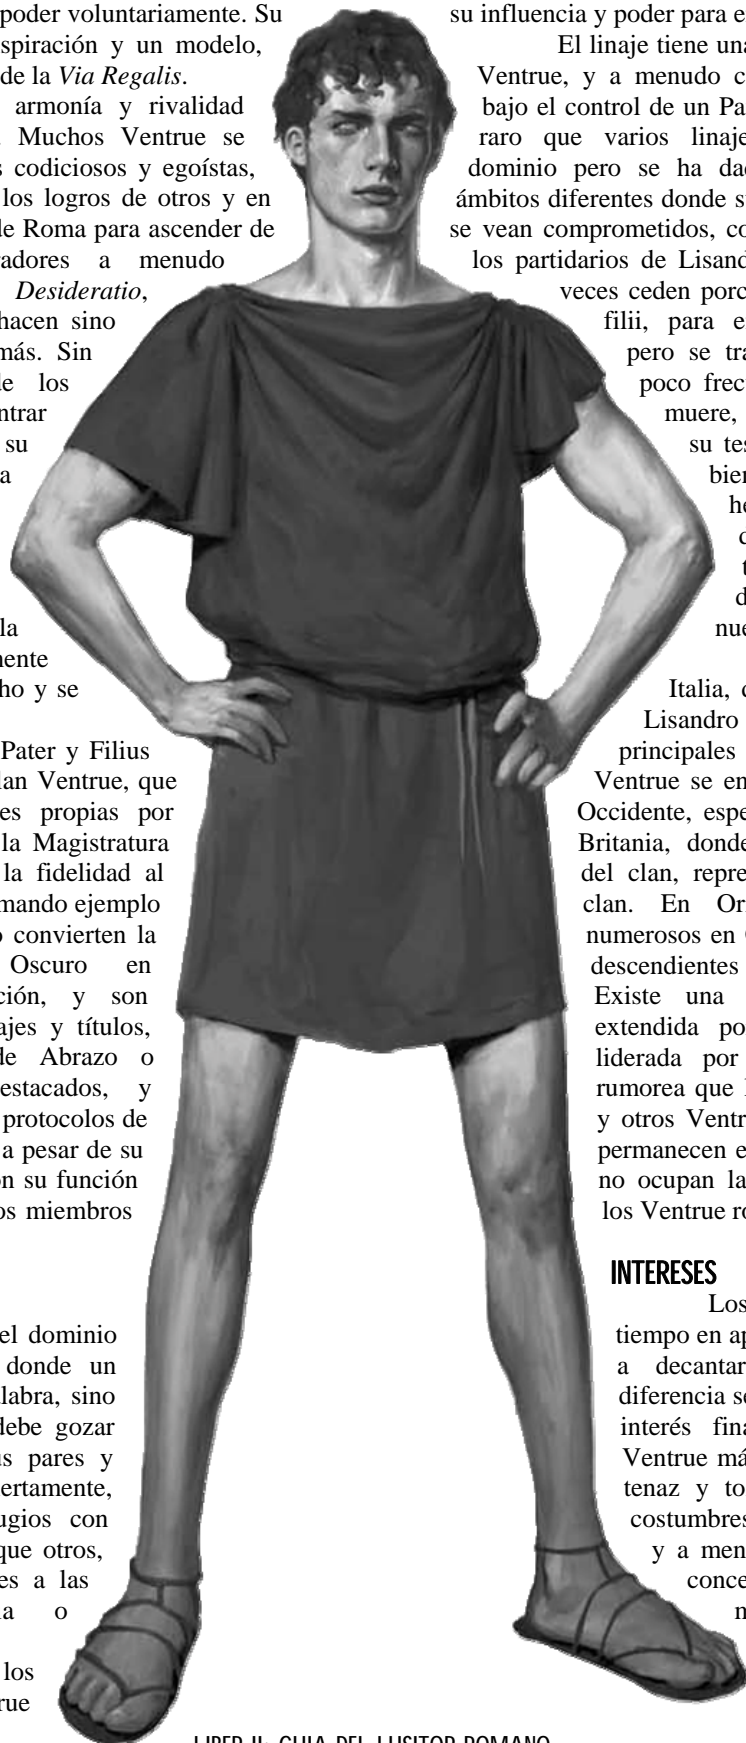 poder voluntariamente. Su
spiración y un modelo,
de la Via Regalis.
armonía y rivalidad
. Muchos Ventrue se
s codiciosos y egoístas,
los logros de otros y en
de Roma para ascender de
radores a menudo
Desideratio,
hacen sino
más. Sin
de los
ntrar
su
a
la
mente
ho y se
Pater y Filius
lan Ventrue, que
es propias por
la Magistratura
la fidelidad al
mando ejemplo
o convierten la
Oscuro en
ción, y son
ajes y títulos,
de Abrazo o
estacados, y
protocolos de
a pesar de su
on su función
os miembros
el dominio
donde un
labra, sino
debe gozar
us pares y
ertamente,
ugios con
que otros,
es a las
ia o
los
rue
su influencia y poder para e
El linaje tiene una
Ventrue, y a menudo c
bajo el control de un Pa
raro que varios linaje
dominio pero se ha dad
ámbitos diferentes donde su
se vean comprometidos, co
los partidarios de Lisand
veces ceden porc
filii, para e
pero se tra
poco frec
muere,
su tes
bien
he
c
t
d
nue
Italia, d
Lisandro
principales
Ventrue se en
Occidente, espe
Britania, donde
del clan, repre
clan. En Ori
numerosos en G
descendientes
Existe una
extendida po
liderada por
rumorea que l
y otros Ventr
permanecen e
no ocupan la
los Ventrue ro
INTERESES
Los
tiempo en ap
a decantar
diferencia se
interés fina
Ventrue má
tenaz y to
costumbres
y a men
conce
m
LIBER II: GUIA DEL LUSITOR ROMANO